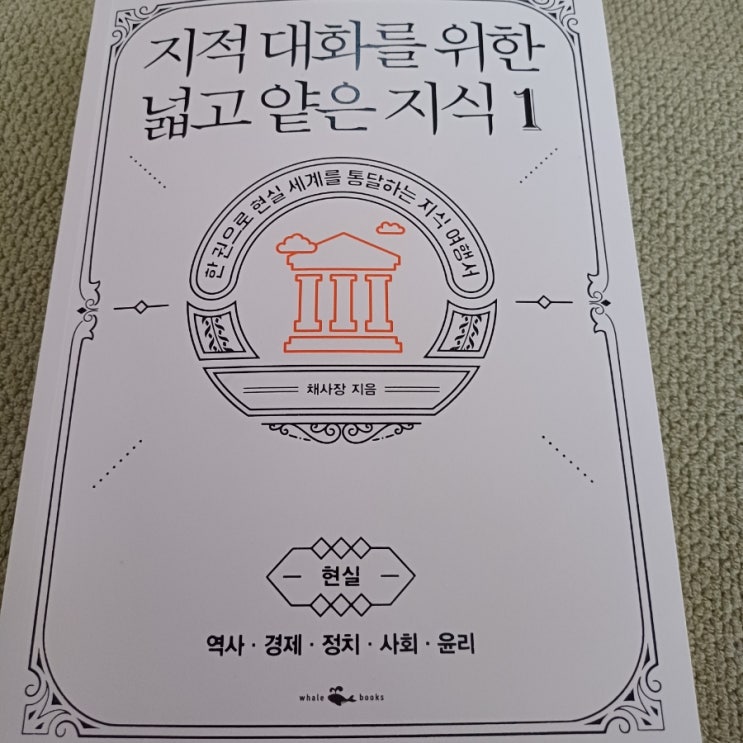 지적 대화를 위한
넓고 얕은 지식 1
한 권으로 현실 세계를 통달하는 지식 여행서
채사장 지음
현실
역사 · 경제 · 정치 · 사회 · 윤리
whale books